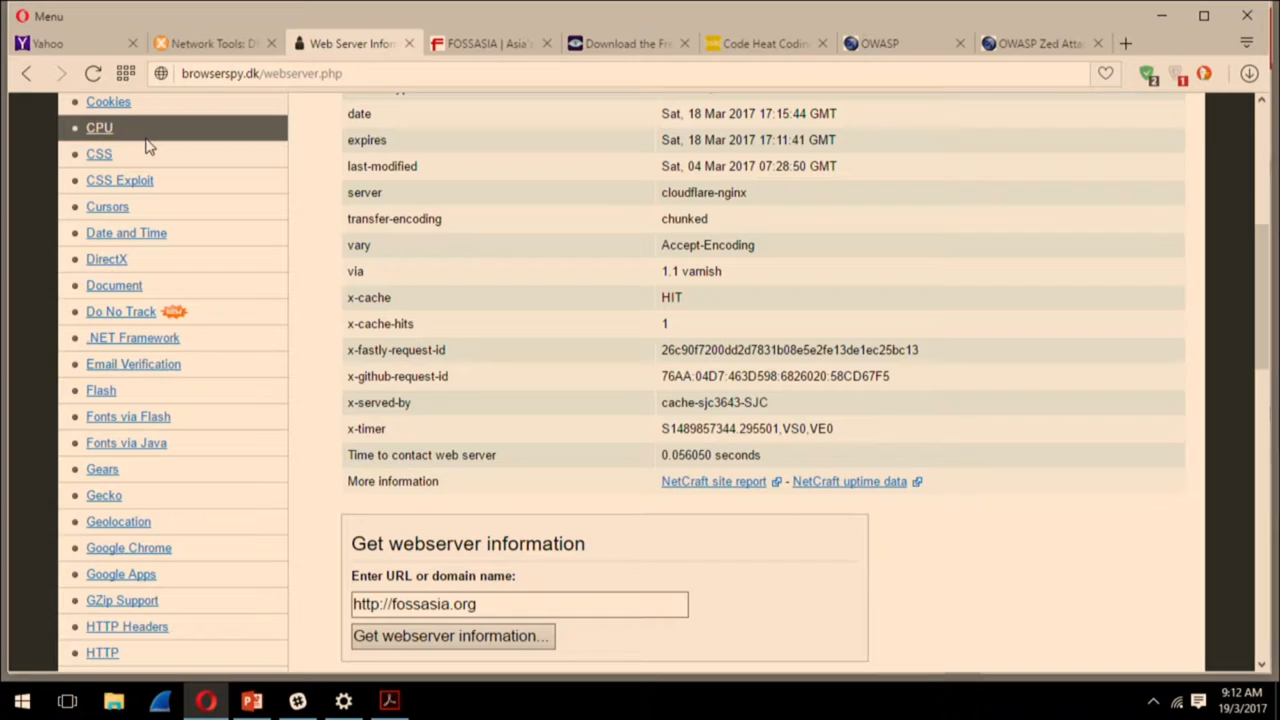 Menu
Yahoo
Network Tools: D
Web Server Infor
FOSSASIA | Asia's
Download the Fre
Code Heat Codin
OWASP
OWASP Zed Atta
browserspy.dk/webserver.php
2
1
Cookies
CPU
CSS
CSS Exploit
Cursors
Date and Time
DirectX
Document
Do No Track NEW
.NET Framework
Email Verification
Flash
Fonts via Flash
Fonts via Java
Gears
Gecko
Geolocation
Google Chrome
Google Apps
GZip Support
HTTP Headers
HTTP
date Sat, 18 Mar 2017 17:15:44 GMT
expires Sat, 18 Mar 2017 17:11:41 GMT
last-modified Sat, 04 Mar 2017 07:28:50 GMT
server cloudflare-nginx
transfer-encoding chunked
vary Accept-Encoding
via 1.1 varnish
x-cache HIT
x-cache-hits 1
x-fastly-request-id 26c90f7200dd2d7831b08e5e2fe13de1ec25bc13
x-github-request-id 76AA:04D7:463D598:6826020:58CD67F5
x-served-by cache-sjc3643-SJC
x-timer S1489857344.295501,VS0,VE0
Time to contact web server 0.056050 seconds
More information NetCraft site report - NetCraft uptime data
Get webserver information
Enter URL or domain name:
http://fossasia.org
Get webserver information...
9:12 AM
19/3/2017